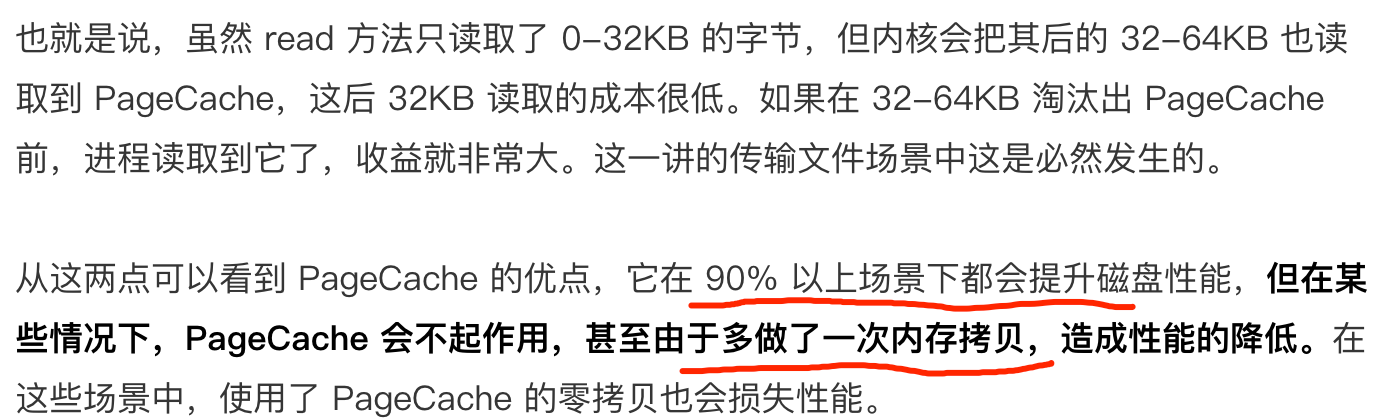 也就是说，虽然 read 方法只读取了 0-32KB 的字节，但内核会把其后的 32-64KB 也读
取到 PageCache，这后 32KB 读取的成本很低。如果在 32-64KB 淘汰出 PageCache
前，进程读取到它了，收益就非常大。这一讲的传输文件场景中这是必然发生的。
从这两点可以看到 PageCache 的优点，它在 90% 以上场景下都会提升磁盘性能，但在某
些情况下，PageCache 会不起作用，甚至由于多做了一次内存拷贝，造成性能的降低。在
这些场景中，使用了 PageCache 的零拷贝也会损失性能。